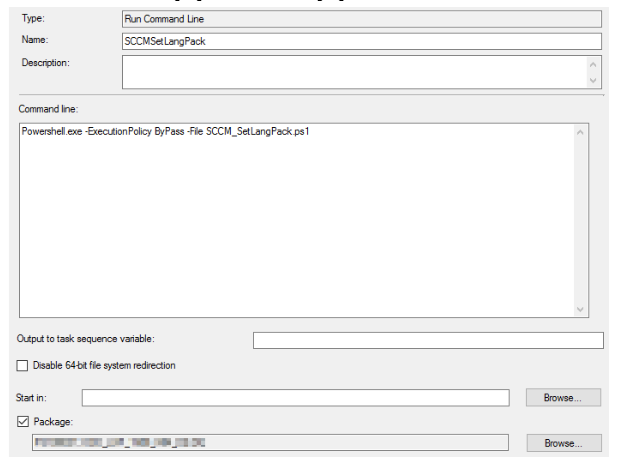 Type:
Run Command Line
Name:
SCCMSetLangPack
Description:
Command line:
Powershell.exe -ExecutionPolicy ByPass -File SCCM_SetLangPack.ps1
Output to task sequence variable:
Disable 64-bit file system redirection
Start in:
Browse...
Package:
Browse...